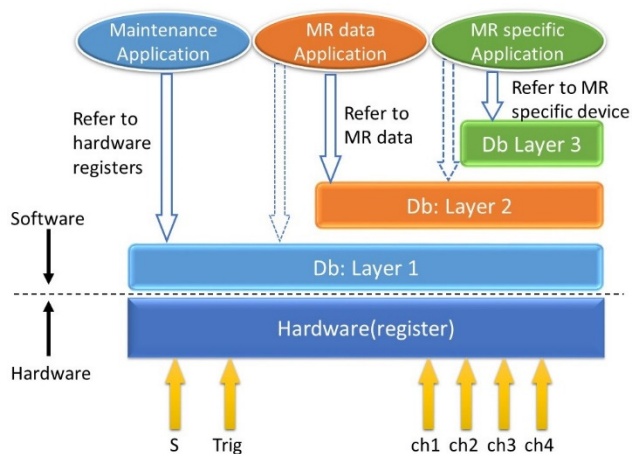 Maintenance
Application
MR data
Application
MR specific
Application
Refer to
hardware
registers
Refer to
MR data
Refer to MR
specific device
Db Layer 3
Db: Layer 2
Software
Db: Layer 1
Hardware(register)
Hardware
S
Trig
ch1
ch2
ch3
ch4